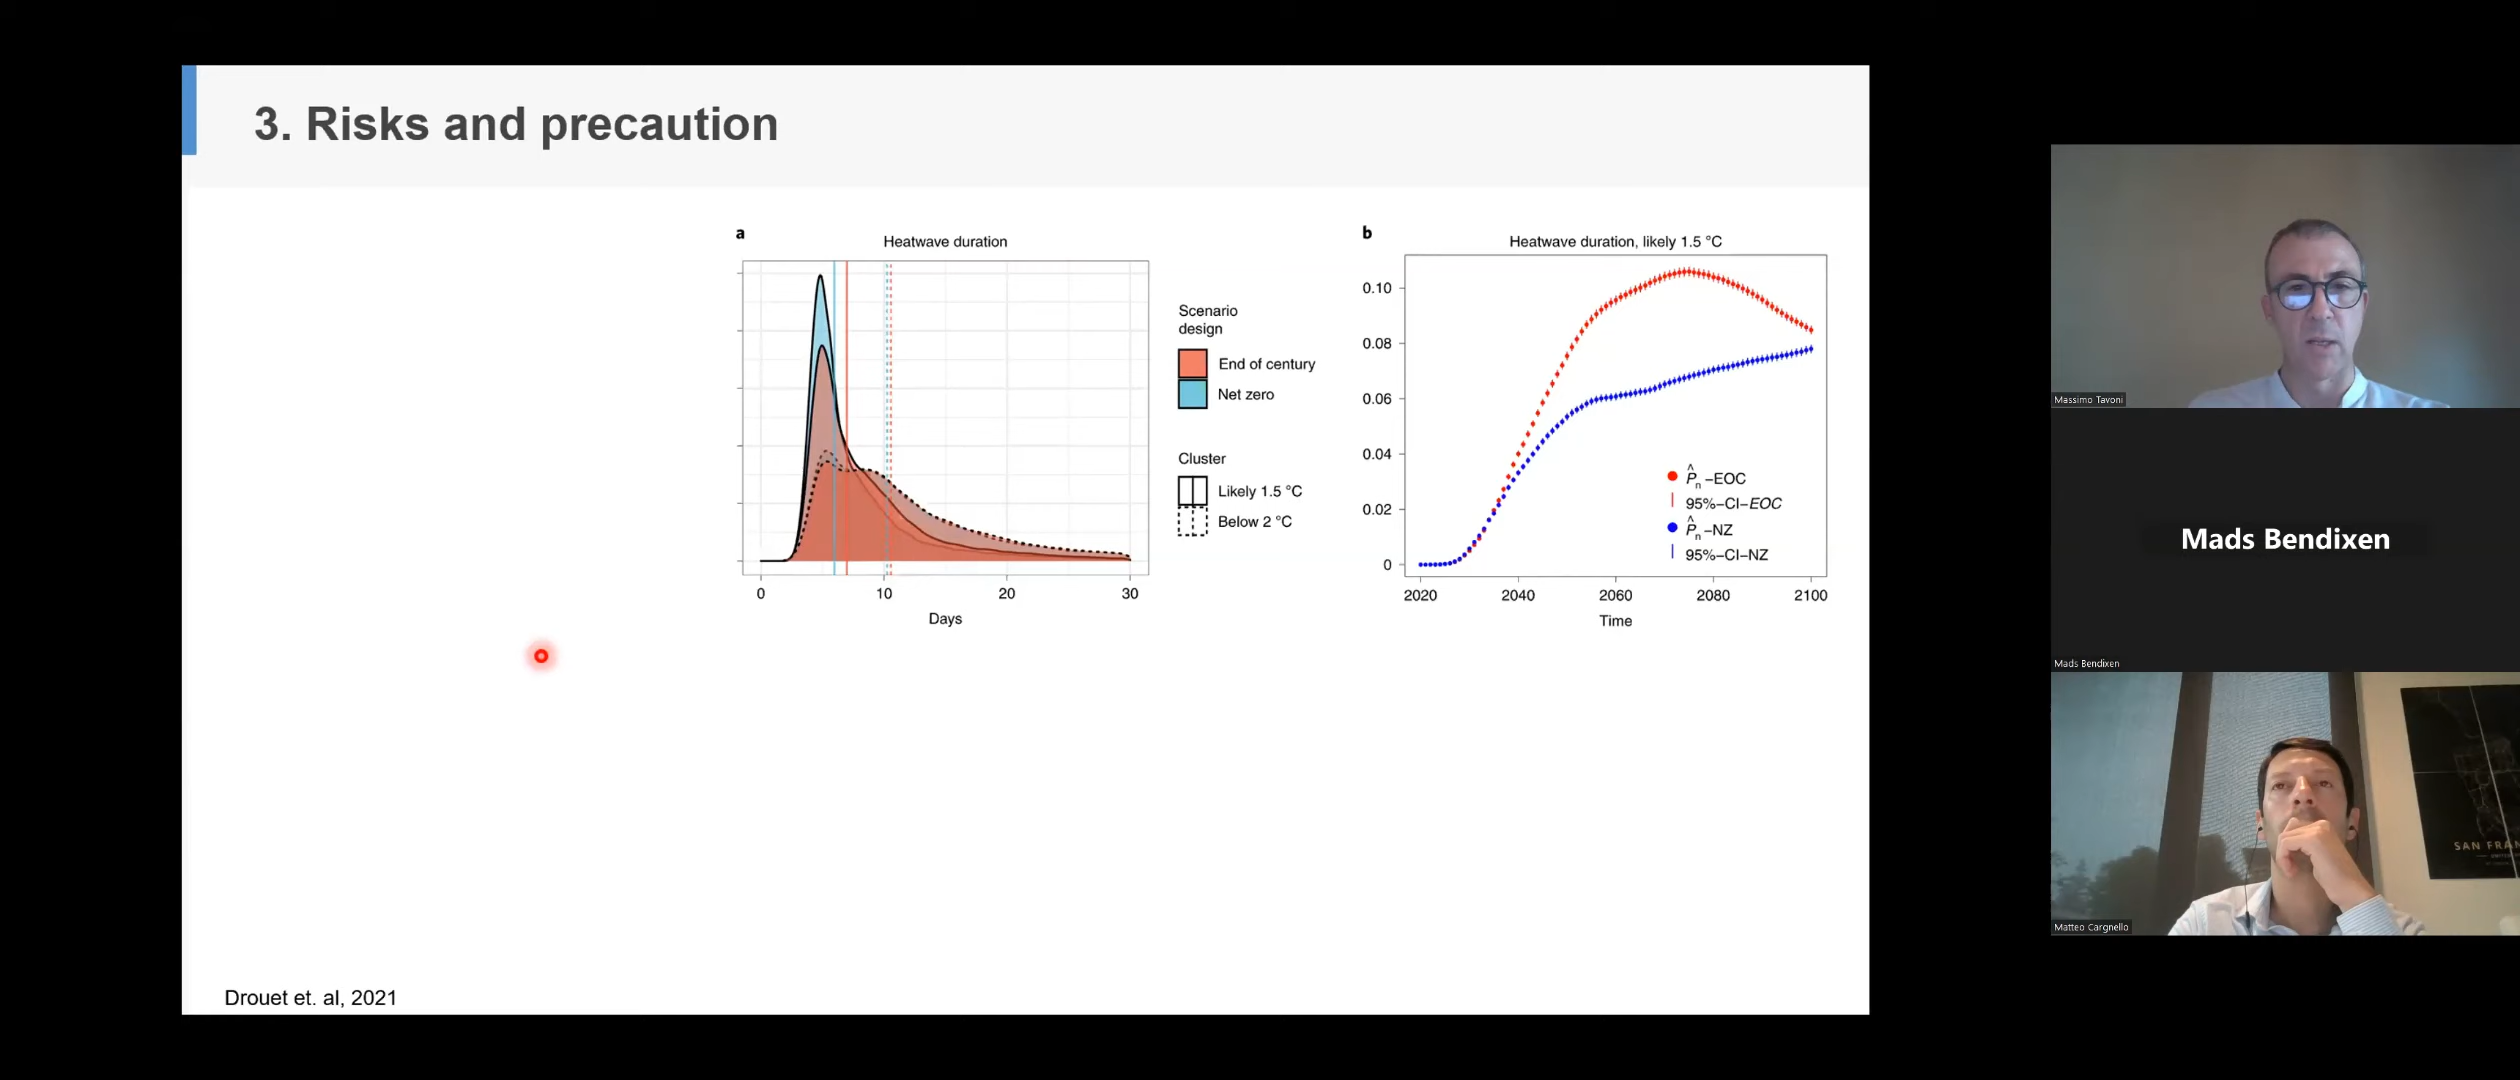 3. Risks and precaution
a
Heatwave duration
0
10
20
30
Days
Scenario
design
End of century
Net zero
Cluster
Likely 1.5 °C
Below 2 °C
b
Heatwave duration, likely 1.5 °C
0.10
0.08
0.06
0.04
0.02
0
P̂n–EOC
95%–CI–EOC
P̂n–NZ
95%–CI–NZ
2020
2040
2060
2080
2100
Time
Drouet et. al, 2021
Massimo Tavoni
Mads Bendixen
Mads Bendixen
SAN FRAN
Matteo Cargnello